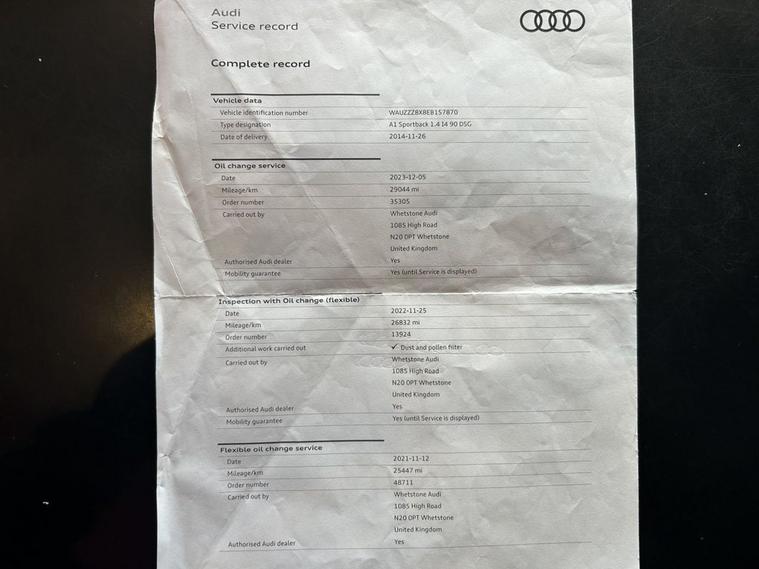 Audi
Service record
Complete record
Vehicle data
Vehicle identification number WAUZZZ8X8EB157870
Type designation A1 Sportback 1.4 I4 90 DSG
Date of delivery 2014-11-26
Oil change service
Date 2023-12-05
Mileage/km 29044 mi
Order number 35305
Carried out by Whetstone Audi
1085 High Road
N20 0PT Whetstone
United Kingdom
Authorised Audi dealer Yes
Mobility guarantee Yes (until Service is displayed)
Inspection with Oil change (flexible)
Date 2022-11-25
Mileage/km 26832 mi
Order number 13924
Additional work carried out ✓ Dust and pollen filter
Carried out by Whetstone Audi
1085 High Road
N20 0PT Whetstone
United Kingdom
Authorised Audi dealer Yes
Mobility guarantee Yes (until Service is displayed)
Flexible oil change service
Date 2021-11-12
Mileage/km 25447 mi
Order number 48711
Carried out by Whetstone Audi
1085 High Road
N20 0PT Whetstone
United Kingdom
Authorised Audi dealer Yes